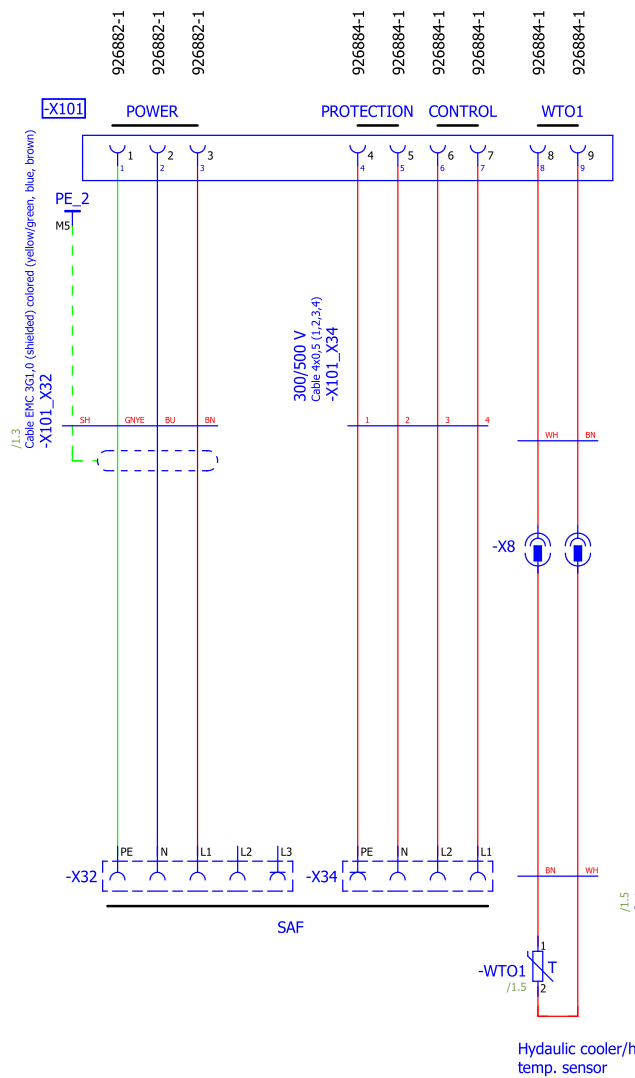 926882-1 926882-1 926882-1 926884-1 926884-1 926884-1 926884-1 926884-1 926884-1
-X101 POWER PROTECTION CONTROL WTO1
1 2 3 4 5 6 7 8 9
1 2 3 4 5 6 7 8 9
PE_2
M5
Cable EMC 3G1,0 (shielded) colored (yellow/green, blue, brown)
-X101_X32
/1.3
300/500 V
Cable 4x0,5 (1,2,3,4)
-X101_X34
SH GNYE BU BN 1 2 3 4
WH BN
-X8
PE N L1 L2 L3 PE N L2 L1
-X32 -X34
BN WH
/1.5
SAF
1
-WTO1 T
/1.5 2
Hydaulic cooler/h
temp. sensor